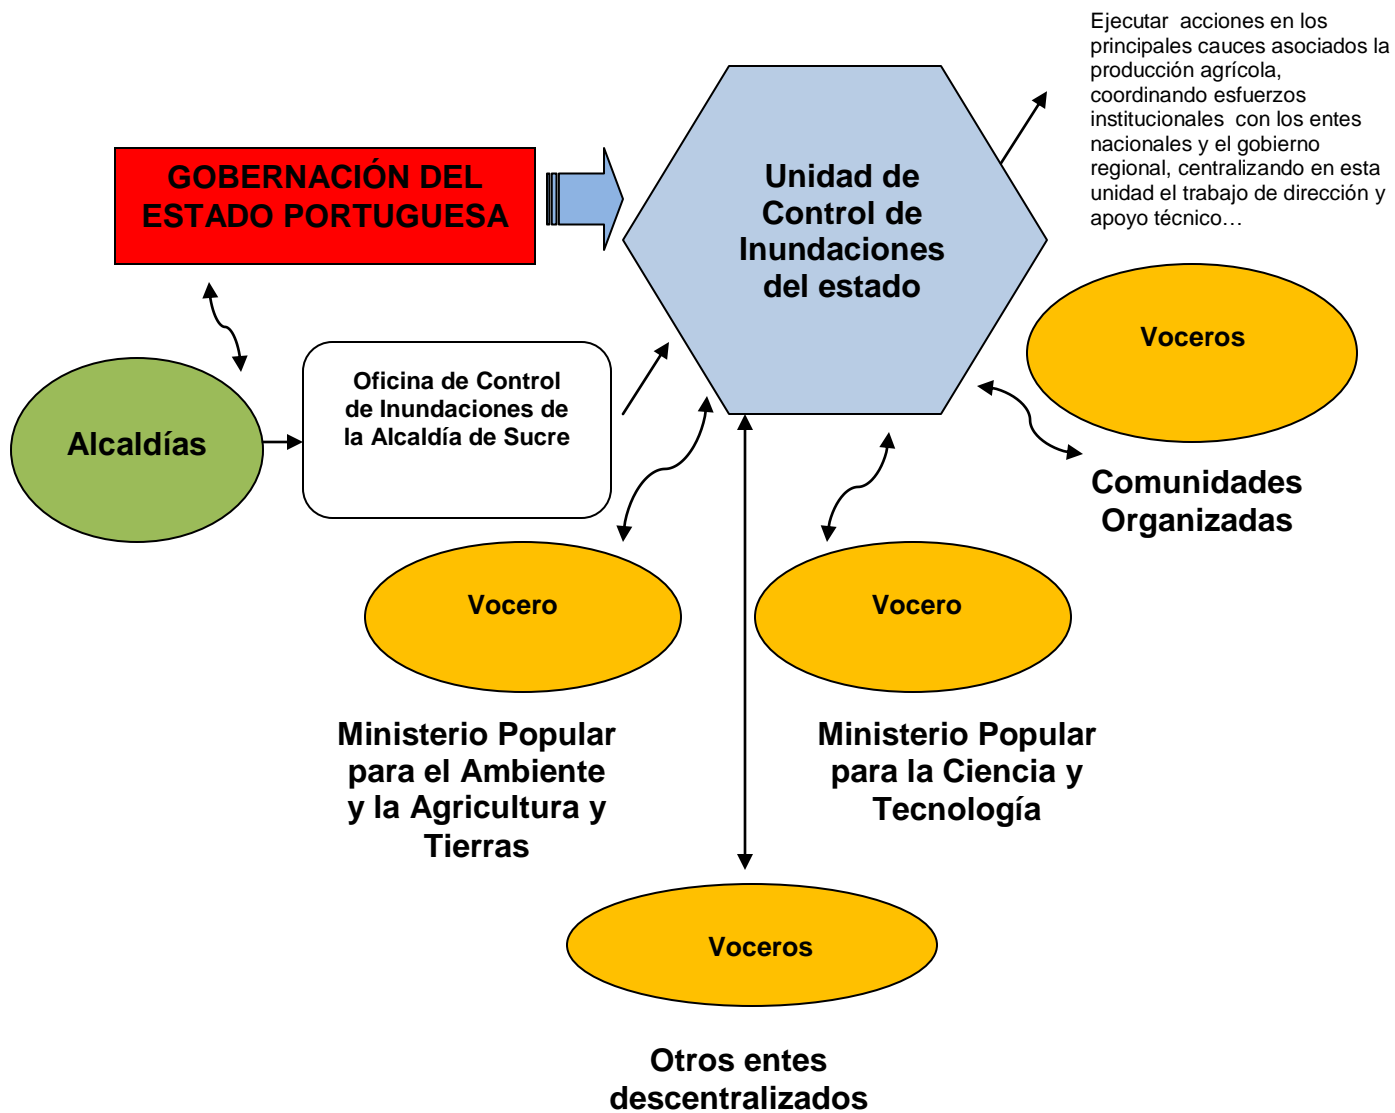 Ejecutar acciones en los
principales cauces asociados la
producción agrícola,
coordinando esfuerzos
institucionales con los entes
nacionales y el gobierno
regional, centralizando en esta
unidad el trabajo de dirección y
apoyo técnico…
GOBERNACIÓN DEL
ESTADO PORTUGUESA
Unidad de
Control de
Inundaciones
del estado
Voceros
Comunidades
Organizadas
Alcaldías
Oficina de Control
de Inundaciones de
la Alcaldía de Sucre
Vocero
Ministerio Popular
para el Ambiente
y la Agricultura y
Tierras
Vocero
Ministerio Popular
para la Ciencia y
Tecnología
Voceros
Otros entes
descentralizados